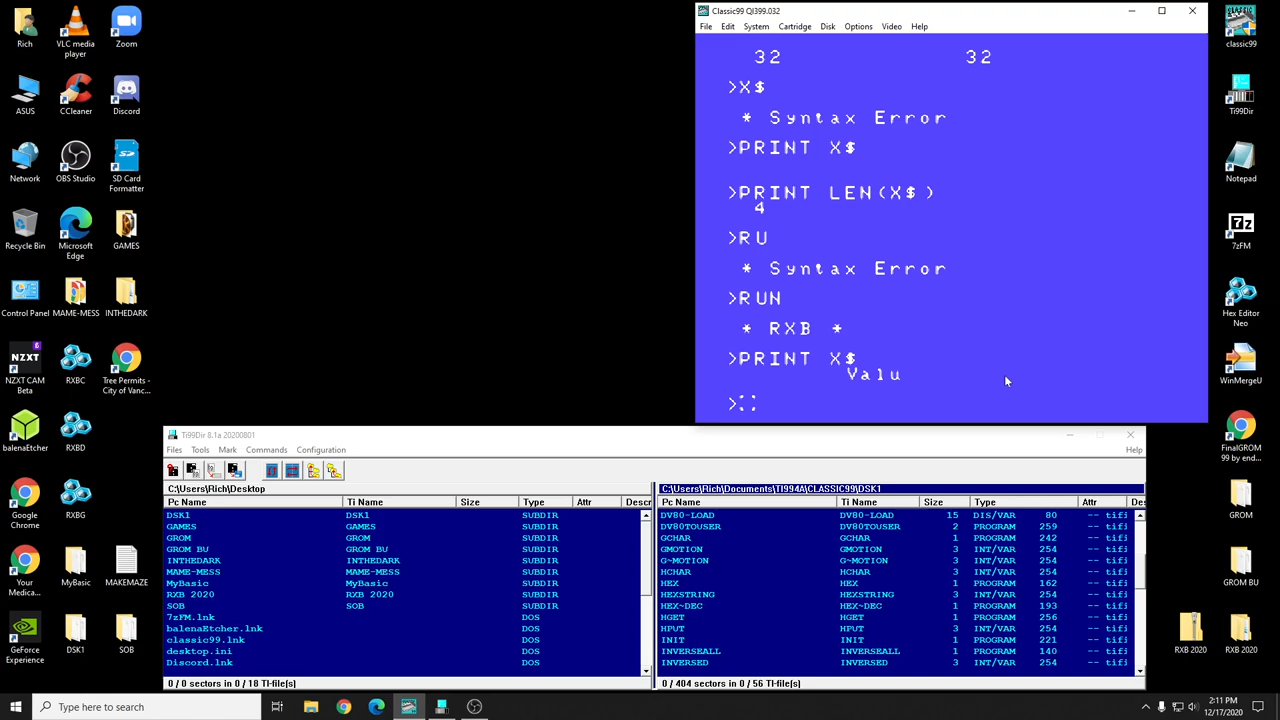 Rich
VLC media
player
Zoom
ASUS
CCleaner
Discord
Network
OBS Studio
SD Card
Formatter
Recycle Bin
Microsoft
Edge
GAMES
Control Panel
MAME-MESS
INTHEDARK
NZXT
CAM
NZXT CAM
Beta
RXBC
Tree Permits -
City of Vanc...
balenaEtcher
RXBD
Google
Chrome
RXBG
Your
Medica...
MyBasic
MAKEMAZE
GeForce
Experience
DSK1
SOB
Classic99 QI399.032
File Edit System Cartridge Disk Options Video Help
32 32
>X$
* Syntax Error
>PRINT X$
>PRINT LEN(X$)
4
>RU
* Syntax Error
>RUN
* RXB *
>PRINT X$
Valu
>
Ti99Dir 8.1a 20200801
Files Tools Mark Commands Configuration Help
C:\Users\Rich\Desktop
Pc Name Ti Name Size Type Attr Descr
DSK1 DSK1 SUBDIR
GAMES GAMES SUBDIR
GROM GROM SUBDIR
GROM BU GROM BU SUBDIR
INTHEDARK INTHEDARK SUBDIR
MAME-MESS MAME-MESS SUBDIR
MyBasic MyBasic SUBDIR
RXB 2020 RXB 2020 SUBDIR
SOB SOB SUBDIR
7zFM.lnk DOS
balenaEtcher.lnk DOS
classic99.lnk DOS
desktop.ini DOS
Discord.lnk DOS
0 / 0 sectors in 0 / 18 TI-file(s)
C:\Users\Rich\Documents\TI994A\CLASSIC99\DSK1
Pc Name Ti Name Size Type Attr De
DV80-LOAD DV80-LOAD 15 DIS/VAR 80 -- tifi
DV80TOUSER DV80TOUSER 2 PROGRAM 259 -- tifi
GCHAR GCHAR 1 PROGRAM 242 -- tifi
GMOTION GMOTION 3 INT/VAR 254 -- tifi
G~MOTION G~MOTION 3 INT/VAR 254 -- tifi
HCHAR HCHAR 3 INT/VAR 254 -- tifi
HEX HEX 1 PROGRAM 162 -- tifi
HEXSTRING HEXSTRING 3 INT/VAR 254 -- tifi
HEX~DEC HEX~DEC 1 PROGRAM 193 -- tifi
HGET HGET 1 PROGRAM 256 -- tifi
HPUT HPUT 3 INT/VAR 254 -- tifi
INIT INIT 1 PROGRAM 221 -- tifi
INVERSEALL INVERSEALL 1 PROGRAM 140 -- tifi
INVERSED INVERSED 3 INT/VAR 254 -- tifi
0 / 404 sectors in 0 / 56 TI-file(s)
classic99
Ti99Dir
Notepad
7z
7zFM
Hex Editor
Neo
WinMergeU
FinalGROM
99 by end...
GROM
GROM BU
RXB 2020
RXB 2020
Type here to search
2:11 PM
12/17/2020